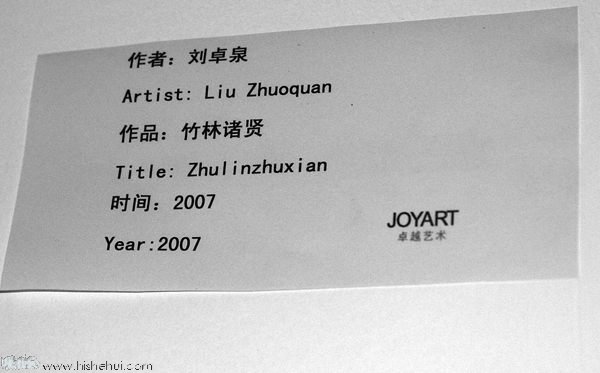 作者：刘卓泉
Artist: Liu Zhuoquan
作品：竹林诸贤
Title: Zhulinzhuxian
时间：2007
Year:2007
JOYART
卓越艺术
www.hishehui.com